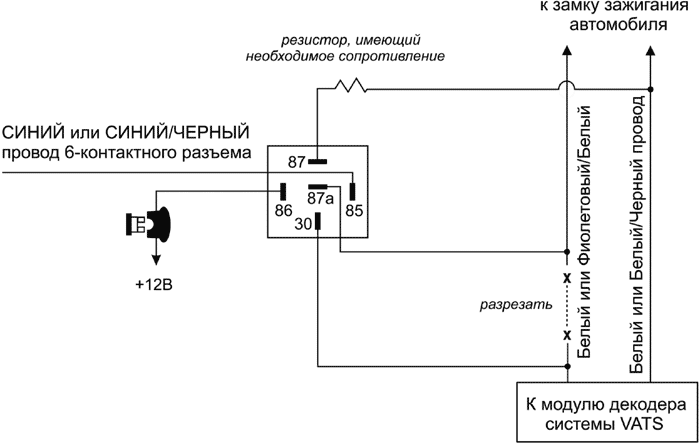 к замку зажигания
автомобиля
резистор, имеющий
необходимое сопротивление
СИНИЙ или СИНИЙ/ЧЕРНЫЙ
провод 6-контактного разъема
87
86
87a
85
30
+12В
разрезать
х
х
Белый или Фиолетовый/Белый
Белый или Белый/Черный провод
К модулю декодера
системы VATS